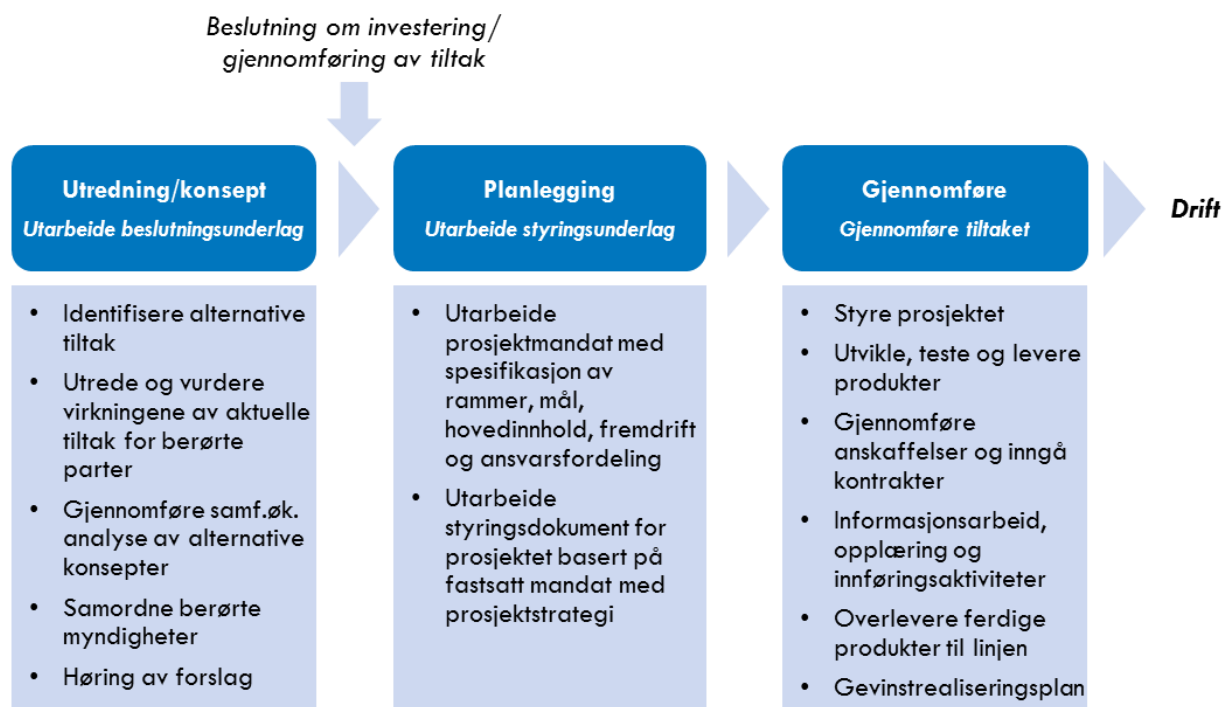 Beslutning om investering/
gjennomføring av tiltak
Utredning/konsept
Utarbeide beslutningsunderlag
• Identifisere alternative
tiltak
• Utrede og vurdere
virkningene av aktuelle
tiltak for berørte
parter
• Gjennomføre samf.øk.
analyse av alternative
konsepter
• Samordne berørte
myndigheter
• Høring av forslag
Planlegging
Utarbeide styringsunderlag
• Utarbeide
prosjektmandat med
spesifikasjon av
rammer, mål,
hovedinnhold, fremdrift
og ansvarsfordeling
• Utarbeide
styringsdokument for
prosjektet basert på
fastsatt mandat med
prosjektstrategi
Gjennomføre
Gjennomføre tiltaket
• Styre prosjektet
• Utvikle, teste og levere
produkter
• Gjennomføre
anskaffelser og inngå
kontrakter
• Informasjonsarbeid,
opplæring og
innføringsaktiviteter
• Overlevere ferdige
produkter til linjen
• Gevinstrealiseringsplan
Drift